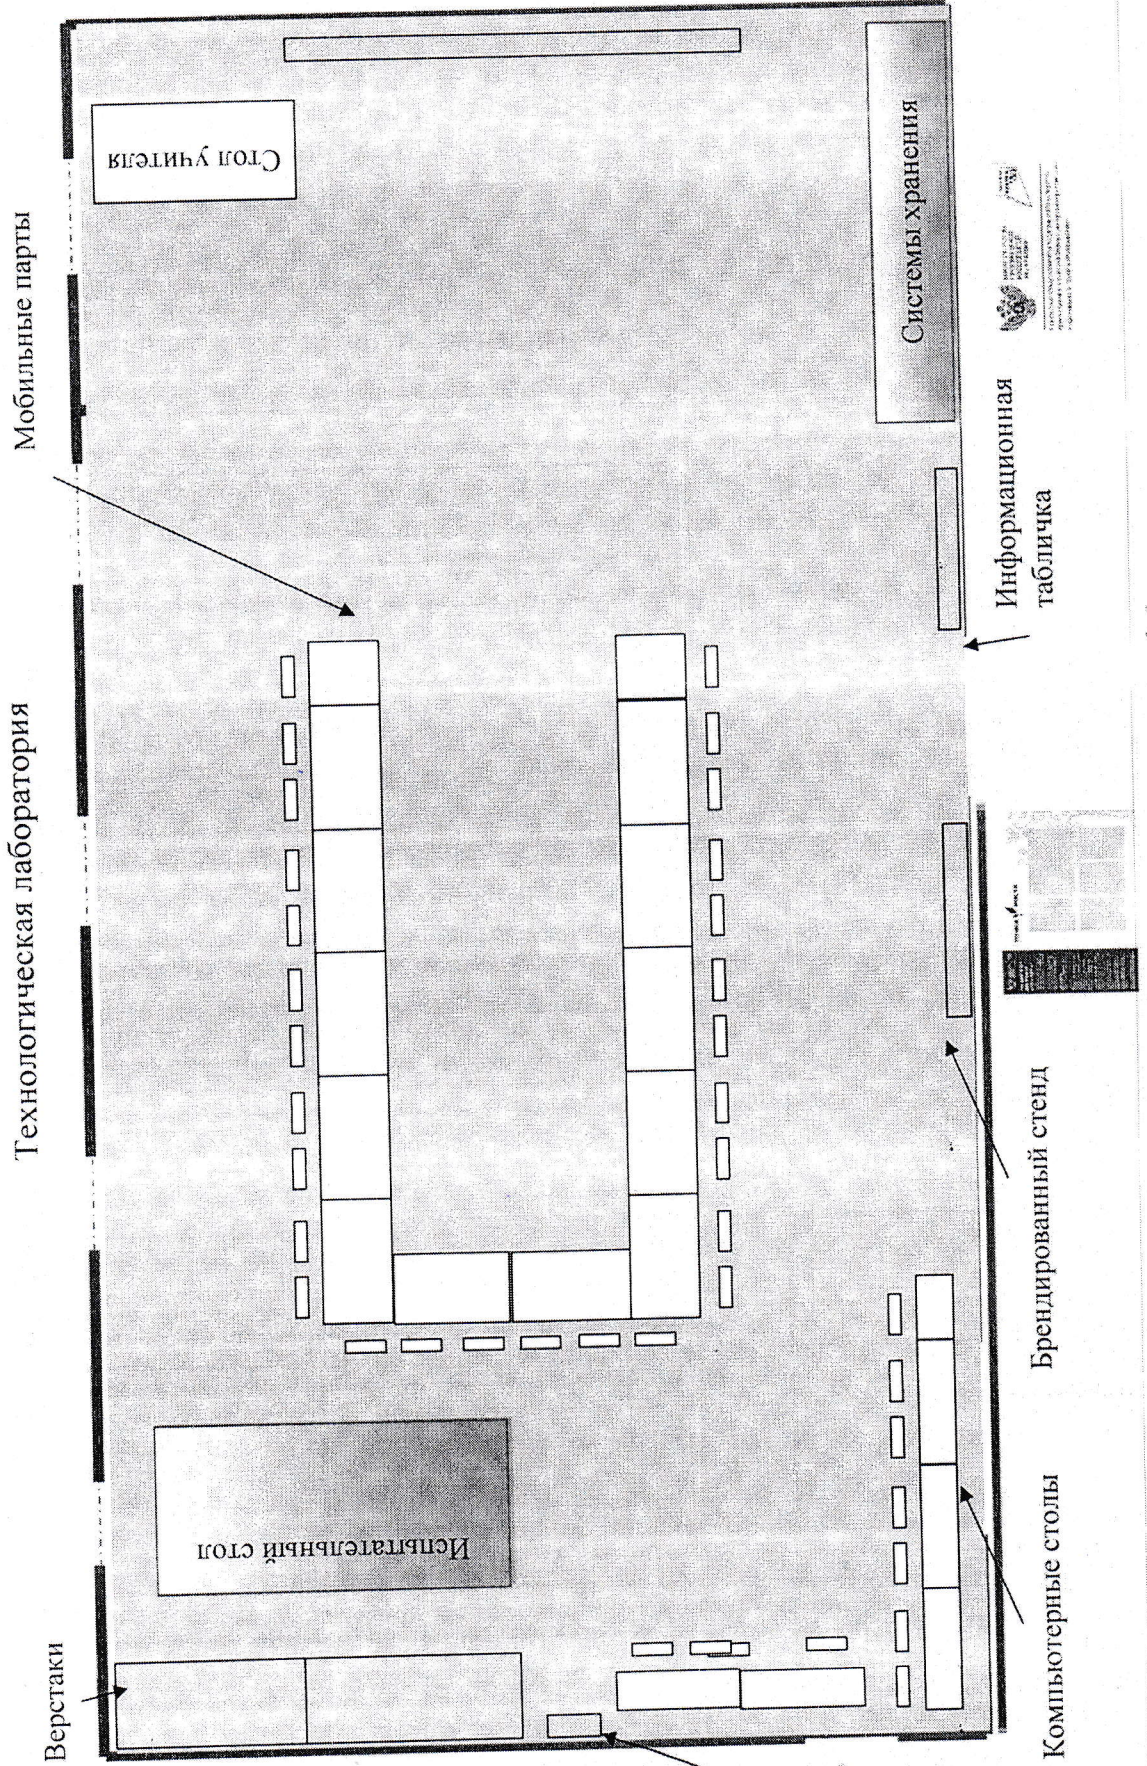 Технологическая лаборатория
Верстаки
Мобильные парты
Стол учителя
Испытательный стол
Системы хранения
Компьютерные столы
Брендированный стенд
Информационная
табличка